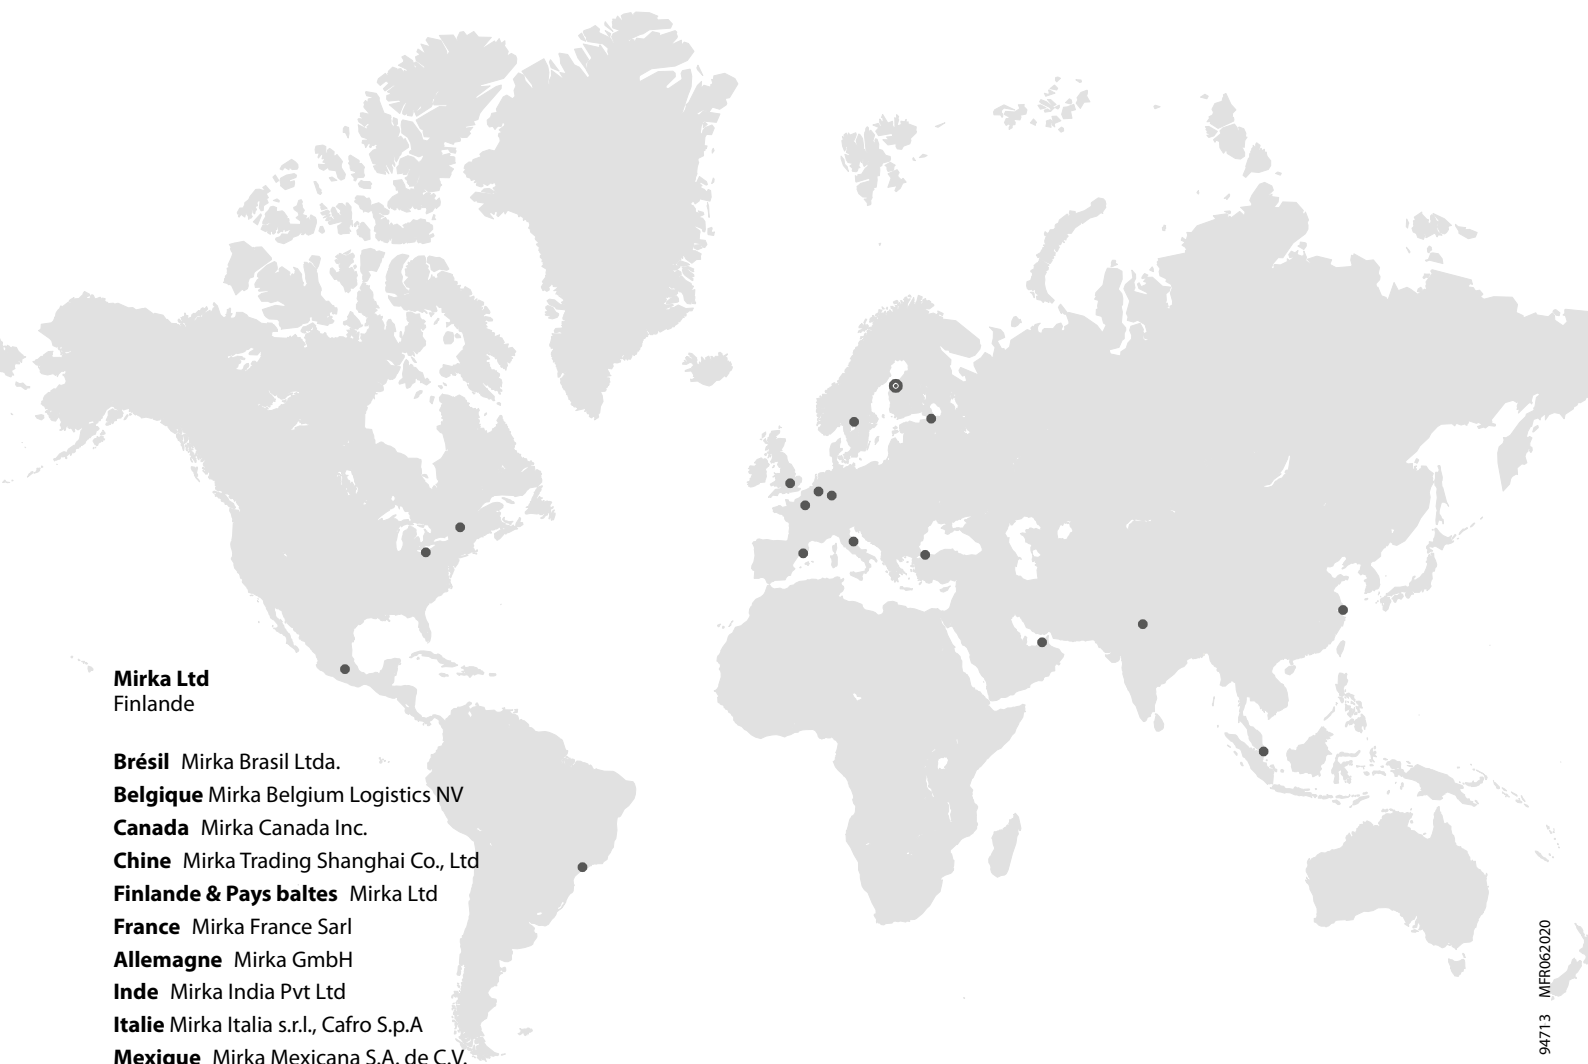 Mirka Ltd
Finlande
Brésil Mirka Brasil Ltda.
Belgique Mirka Belgium Logistics NV
Canada Mirka Canada Inc.
Chine Mirka Trading Shanghai Co., Ltd
Finlande & Pays baltes Mirka Ltd
France Mirka France Sarl
Allemagne Mirka GmbH
Inde Mirka India Pvt Ltd
Italie Mirka Italia s.r.l., Cafro S.p.A
Mexique Mirka Mexicana S.A. de C.V.
94713 MFR062020